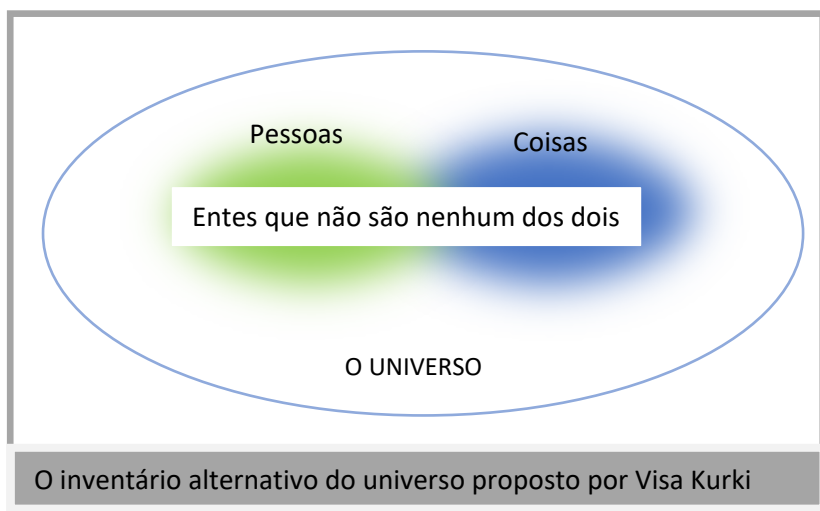 Pessoas
Coisas
Entes que não são nenhum dos dois
O UNIVERSO
O inventário alternativo do universo proposto por Visa Kurki